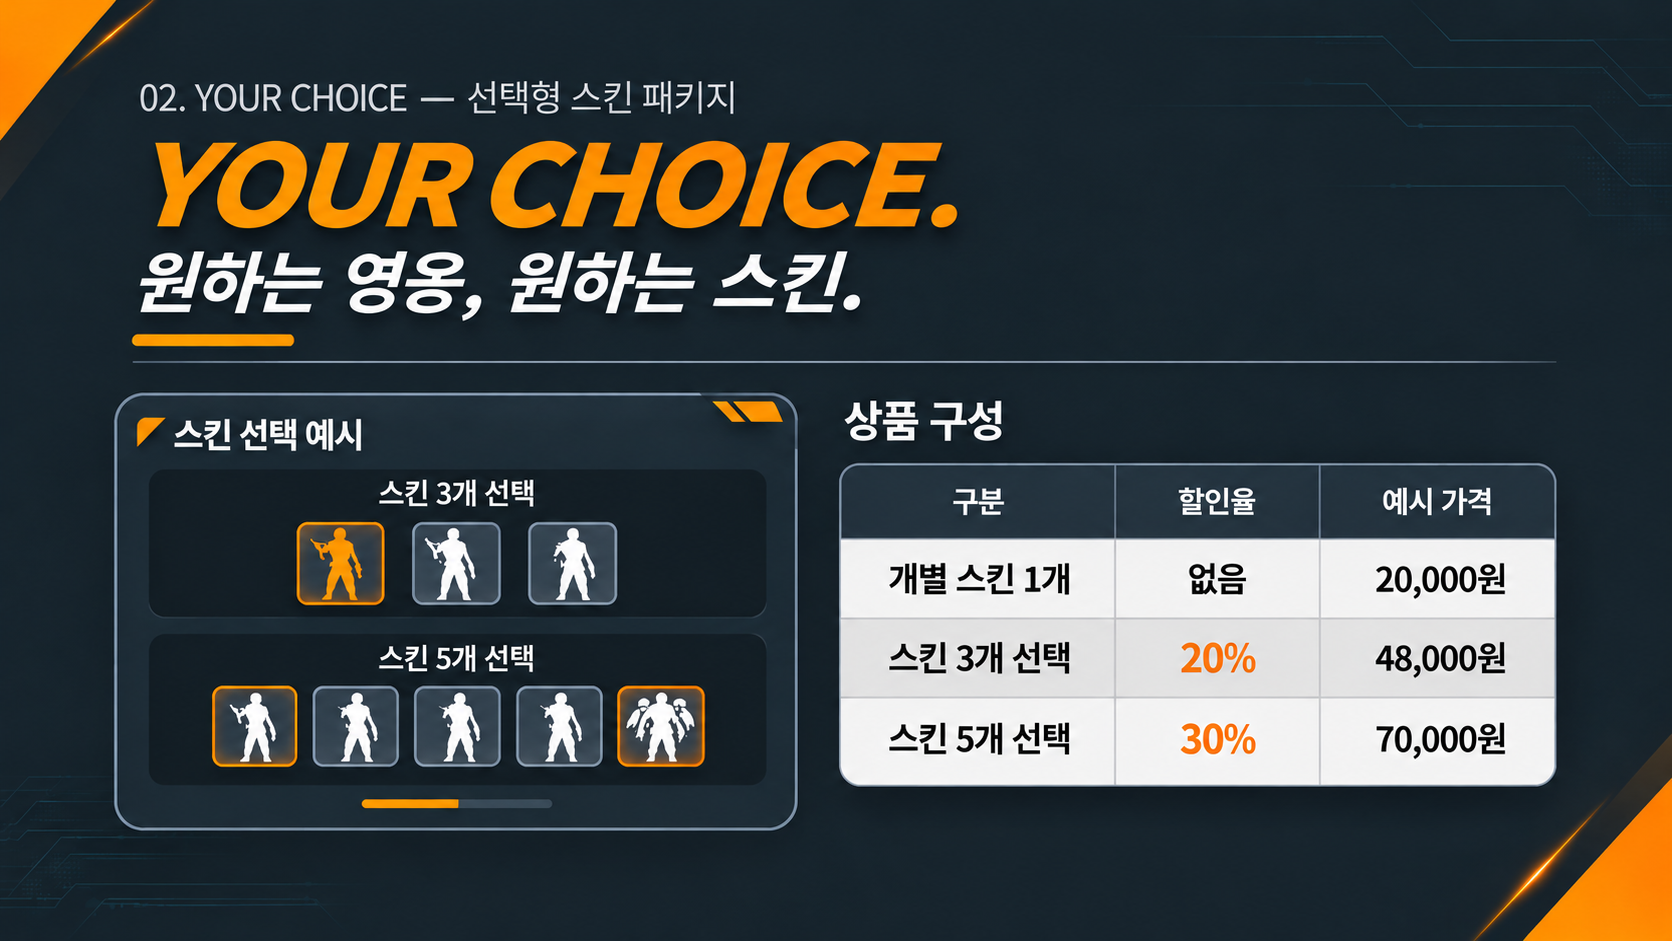 02. YOUR CHOICE — 선택형 스킨 패키지
YOUR CHOICE.
원하는 영옹, 원하는 스킨.
스킨 선택 예시
스킨 3개 선택
스킨 5개 선택
상품 구성
구분 할인율 예시 가격
개별 스킨 1개 없음 20,000원
스킨 3개 선택 20% 48,000원
스킨 5개 선택 30% 70,000원